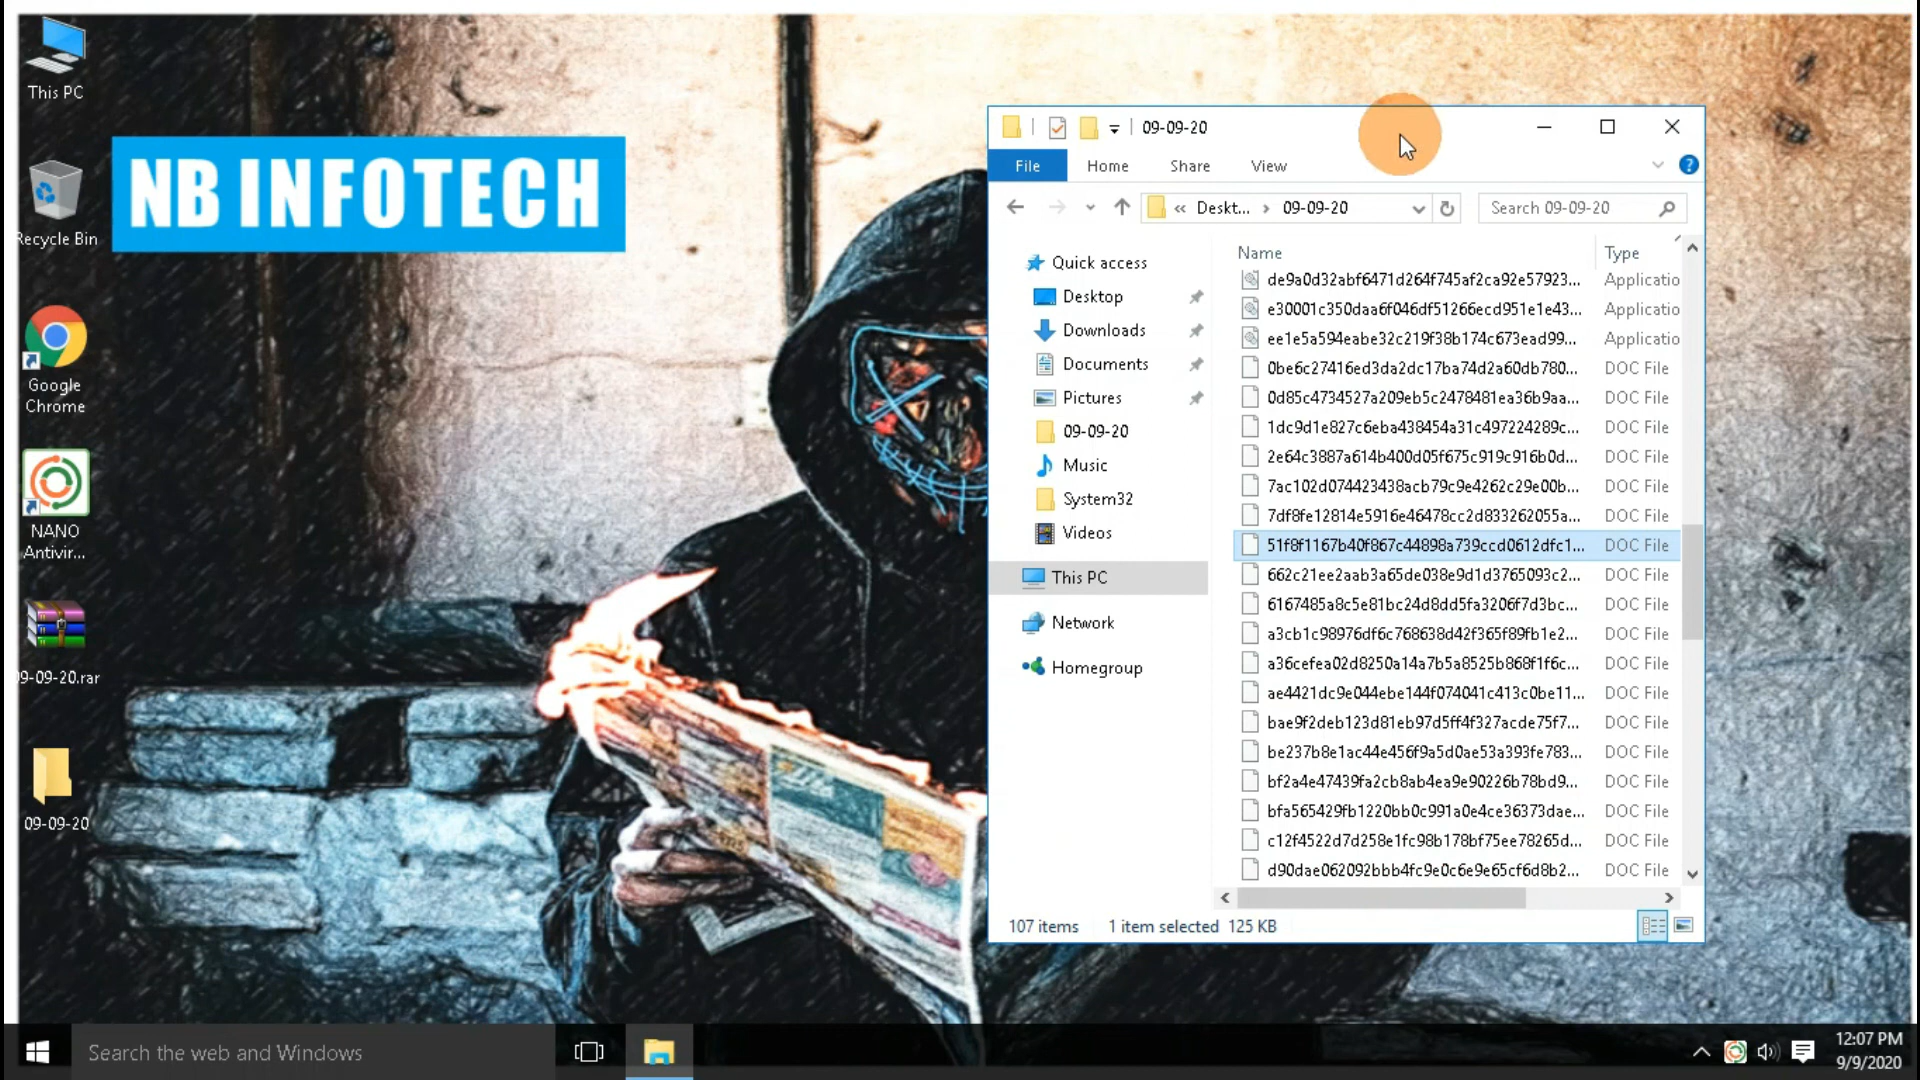 This PC
Recycle Bin
Google
Chrome
NANO
Antivir...
09-09-20.rar
09-09-20
NB INFOTECH
09-09-20
File
Home
Share
View
« Deskt... › 09-09-20
Search 09-09-20
Quick access
Desktop
Downloads
Documents
Pictures
09-09-20
Music
System32
Videos
This PC
Network
Homegroup
Name Type
de9a0d32abf6471d264f745af2ca92e57923... Applicatio
e30001c350daa6f046df51266ecd951e1e43... Applicatio
ee1e5a594eabe32c219f38b174c673ead99... Applicatio
0be6c27416ed3da2dc17ba74d2a60db780... DOC File
0d85c4734527a209eb5c2478481ea36b9aa... DOC File
1dc9d1e827c6eba438454a31c497224289c... DOC File
2e64c3887a614b400d05f675c919c916b0d... DOC File
7ac102d074423438acb79c9e4262c29e00b... DOC File
7df8fe12814e5916e46478cc2d833262055a... DOC File
51f8f1167b40f867c44898a739ccd0612dfc1... DOC File
662c21ee2aab3a65de038e9d1d3765093c2... DOC File
6167485a8c5e81bc24d8dd5fa3206f7d3bc... DOC File
a3cb1c98976df6c768638d42f365f89fb1e2... DOC File
a36cefea02d8250a14a7b5a8525b868f1f6c... DOC File
ae4421dc9e044ebe144f074041c413c0be11... DOC File
bae9f2deb123d81eb97d5ff4f327acde75f7... DOC File
be237b8e1ac44e456f9a5d0ae53a393fe783... DOC File
bf2a4e47439fa2cb8ab4ea9e90226b78bd9... DOC File
bfa565429fb1220bb0c991a0e4ce36373dae... DOC File
c12f4522d7d258e1fc98b178bf75ee78265d... DOC File
d90dae062092bbb4fc9e0c6e9e65cf6d8b2... DOC File
107 items 1 item selected 125 KB
Search the web and Windows
12:07 PM
9/9/2020